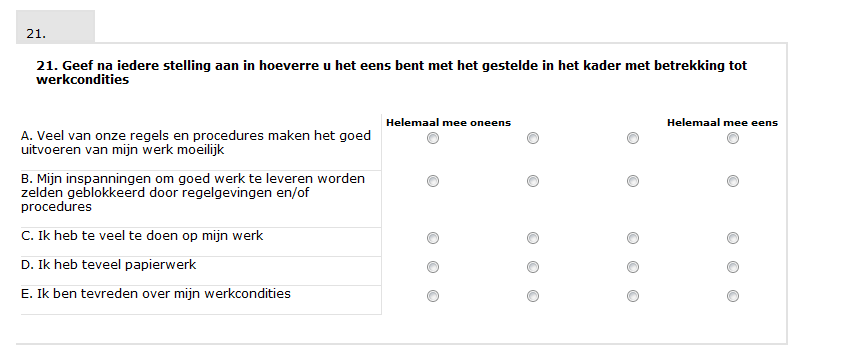 21.
21. Geef na iedere stelling aan in hoeverre u het eens bent met het gestelde in het kader met betrekking tot
werkcondities
Helemaal mee oneens Helemaal mee eens
A. Veel van onze regels en procedures maken het goed
uitvoeren van mijn werk moeilijk
B. Mijn inspanningen om goed werk te leveren worden
zelden geblokkeerd door regelgevingen en/of
procedures
C. Ik heb te veel te doen op mijn werk
D. Ik heb teveel papierwerk
E. Ik ben tevreden over mijn werkcondities